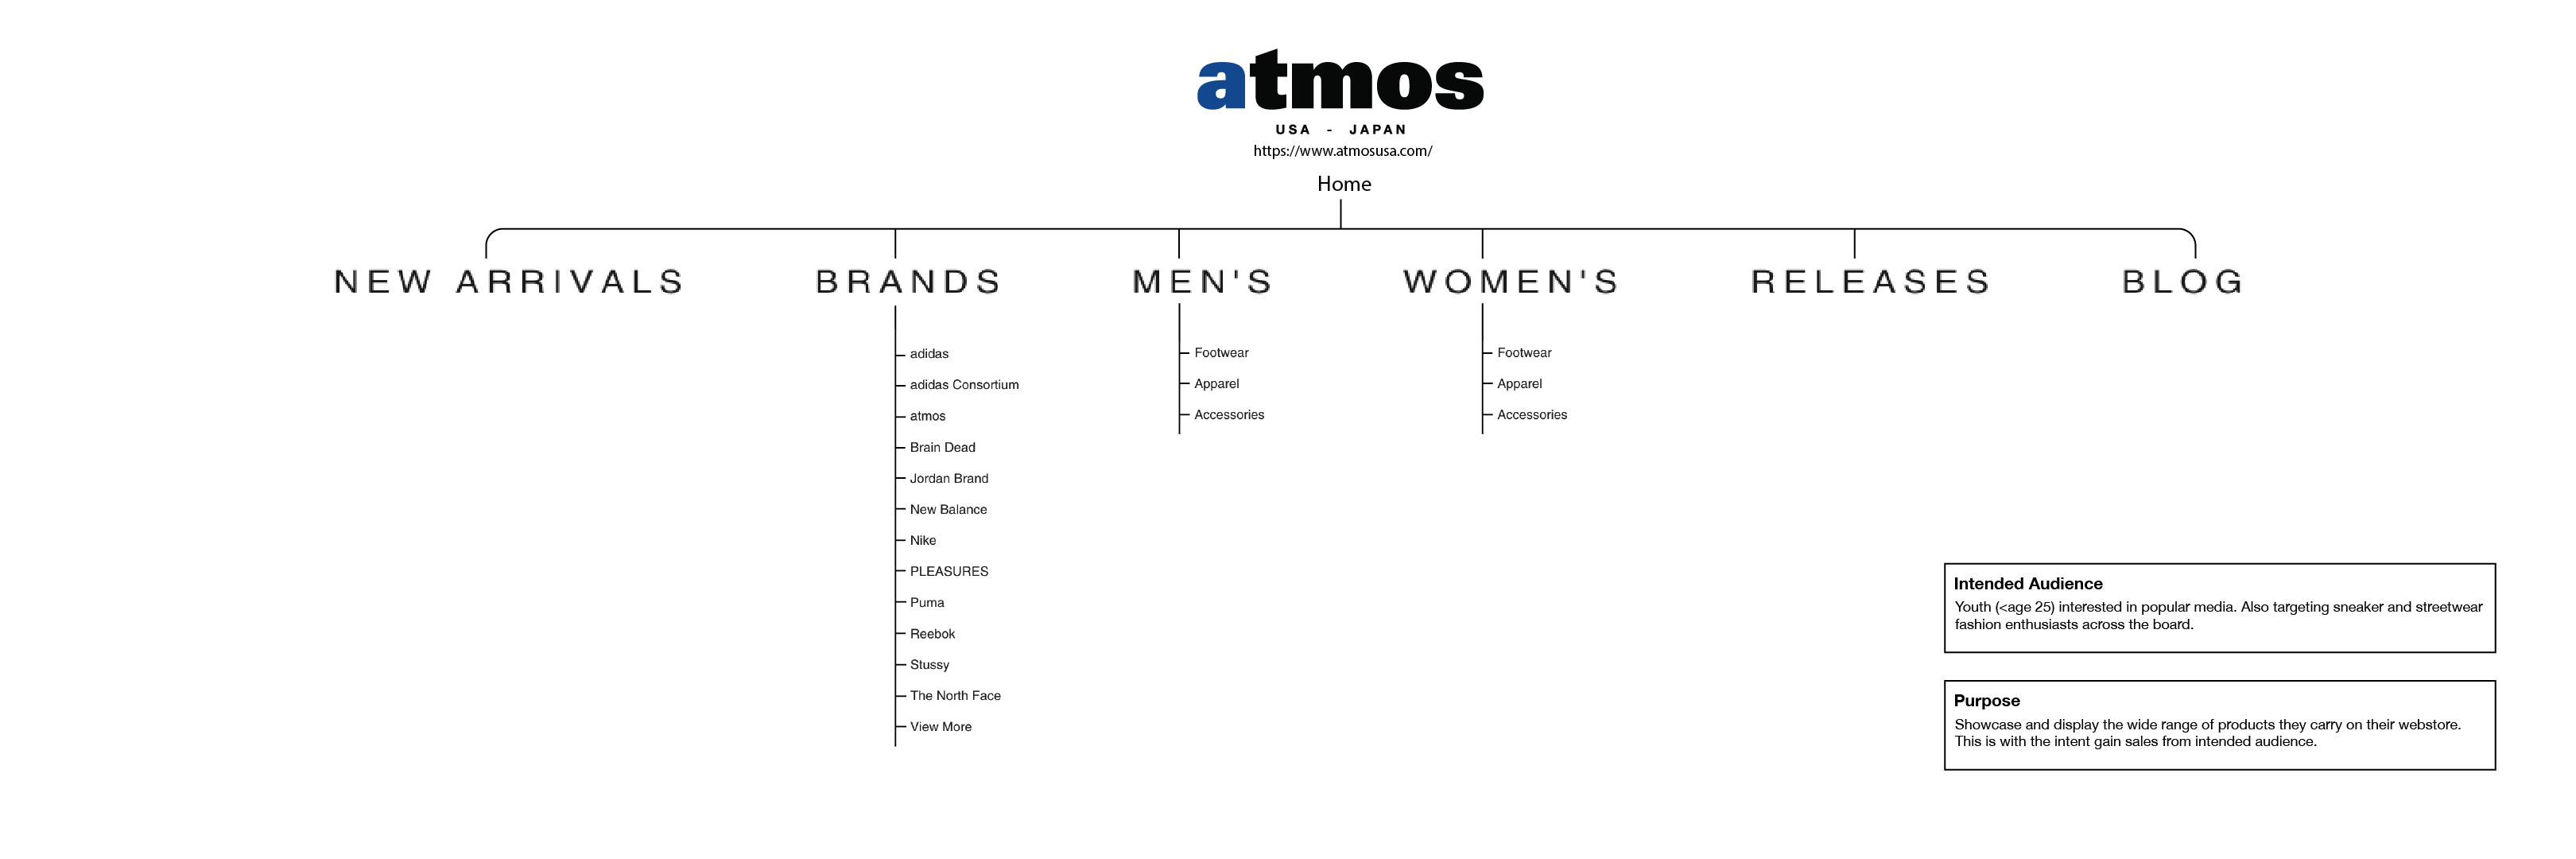 atmos
USA - JAPAN
https://www.atmosusa.com/
Home
NEW ARRIVALS
BRANDS
adidas
adidas Consortium
atmos
Brain Dead
Jordan Brand
New Balance
Nike
PLEASURES
Puma
Reebok
Stussy
The North Face
View More
MEN'S
Footwear
Apparel
Accessories
WOMEN'S
Footwear
Apparel
Accessories
RELEASES
BLOG
Intended Audience
Youth (<age 25) interested in popular media. Also targeting sneaker and streetwear
fashion enthusiasts across the board.
Purpose
Showcase and display the wide range of products they carry on their webstore.
This is with the intent gain sales from intended audience.